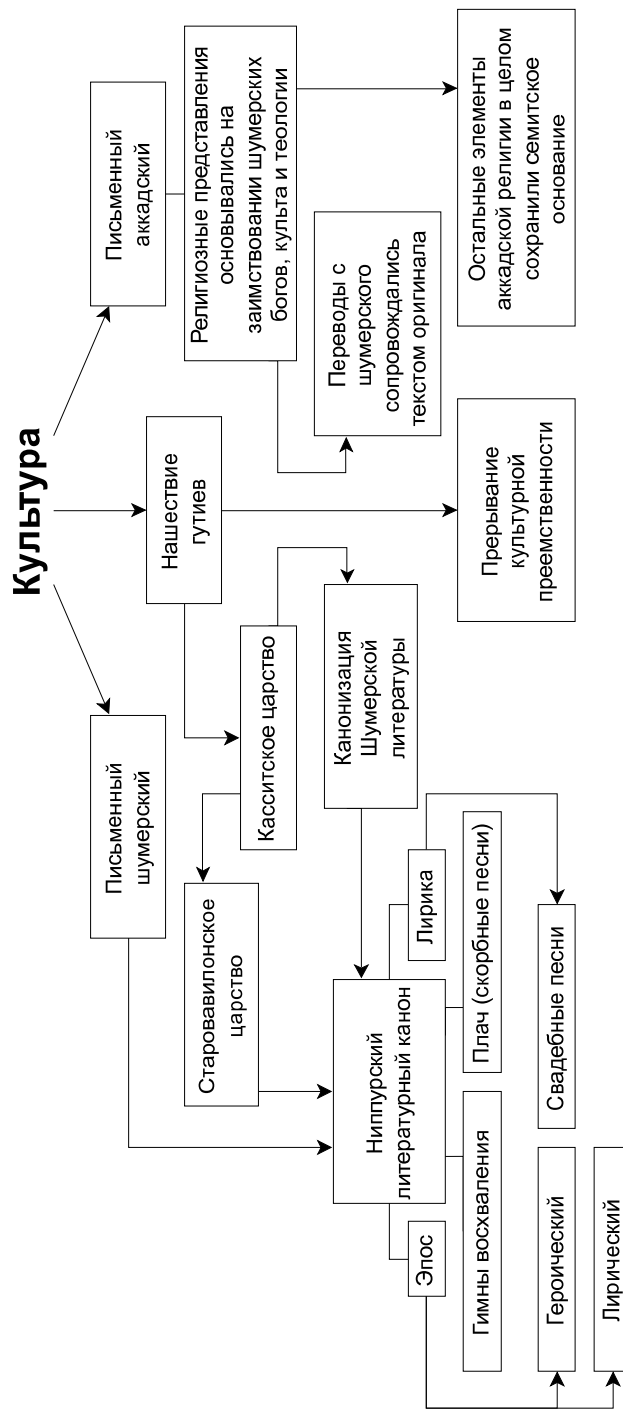 Культура
Письменный
шумерский
Нашествие
гутиев
Письменный
аккадский
Старовавилонское
царство
Касситское царство
Религиозные представления
основывались на
заимствовании шумерских
богов, культа и теологии
Канонизация
Шумерской
литературы
Переводы с
шумерского
сопровождались
текстом оригинала
Ниппурский
литературный канон
Эпос
Лирика
Гимны восхваления
Плач (скорбные песни)
Прерывание
культурной
преемственности
Остальные элементы
аккадской религии в целом
сохранили семитское
основание
Героический
Свадебные песни
Лирический